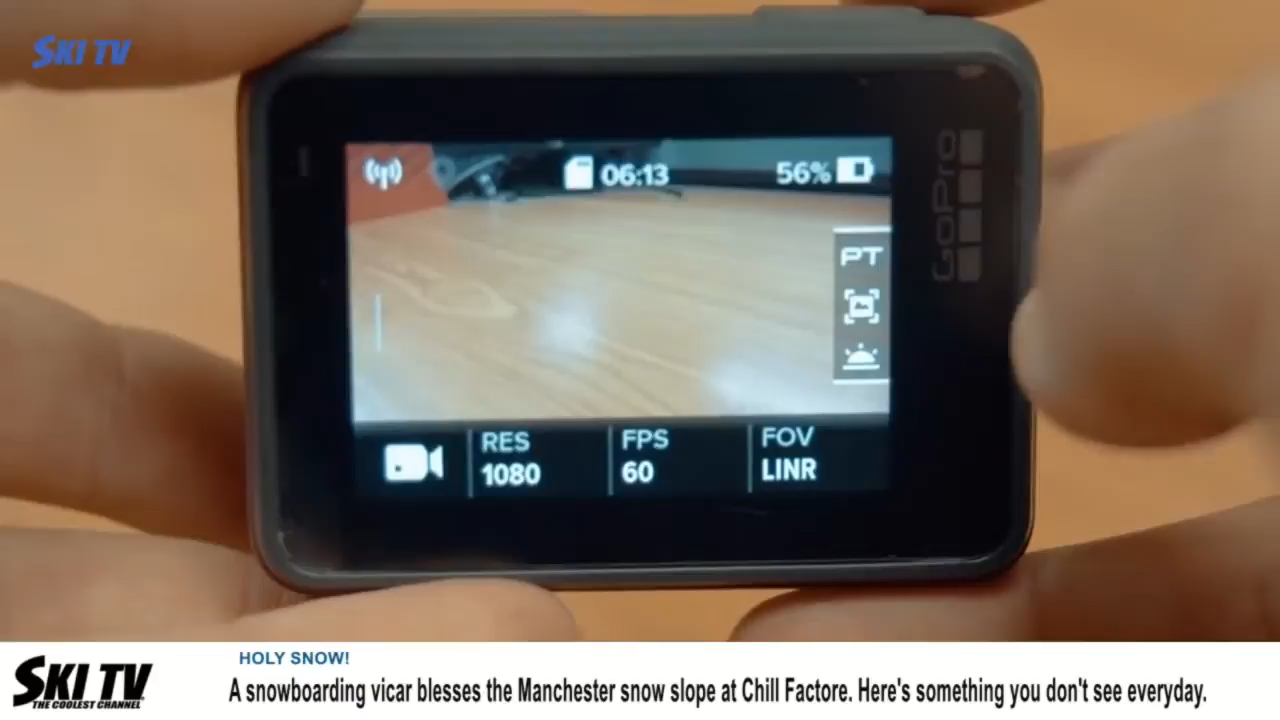 SKI TV
06:13
56%
GoPro
PT
RES
1080
FPS
60
FOV
LINR
HOLY SNOW!
SKI TV
THE COOLEST CHANNEL
A snowboarding vicar blesses the Manchester snow slope at Chill Factore. Here's something you don't see everyday.